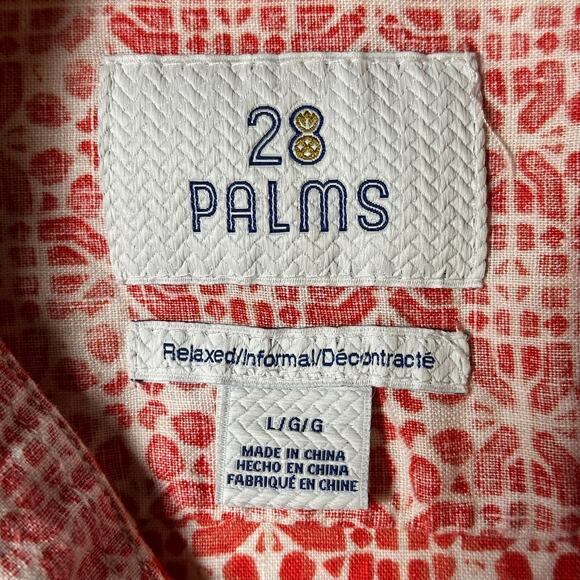 28
PALMS
Relaxed/Informal/Décontracté
L/G/G
MADE IN CHINA
HECHO EN CHINA
FABRIQUÉ EN CHINE